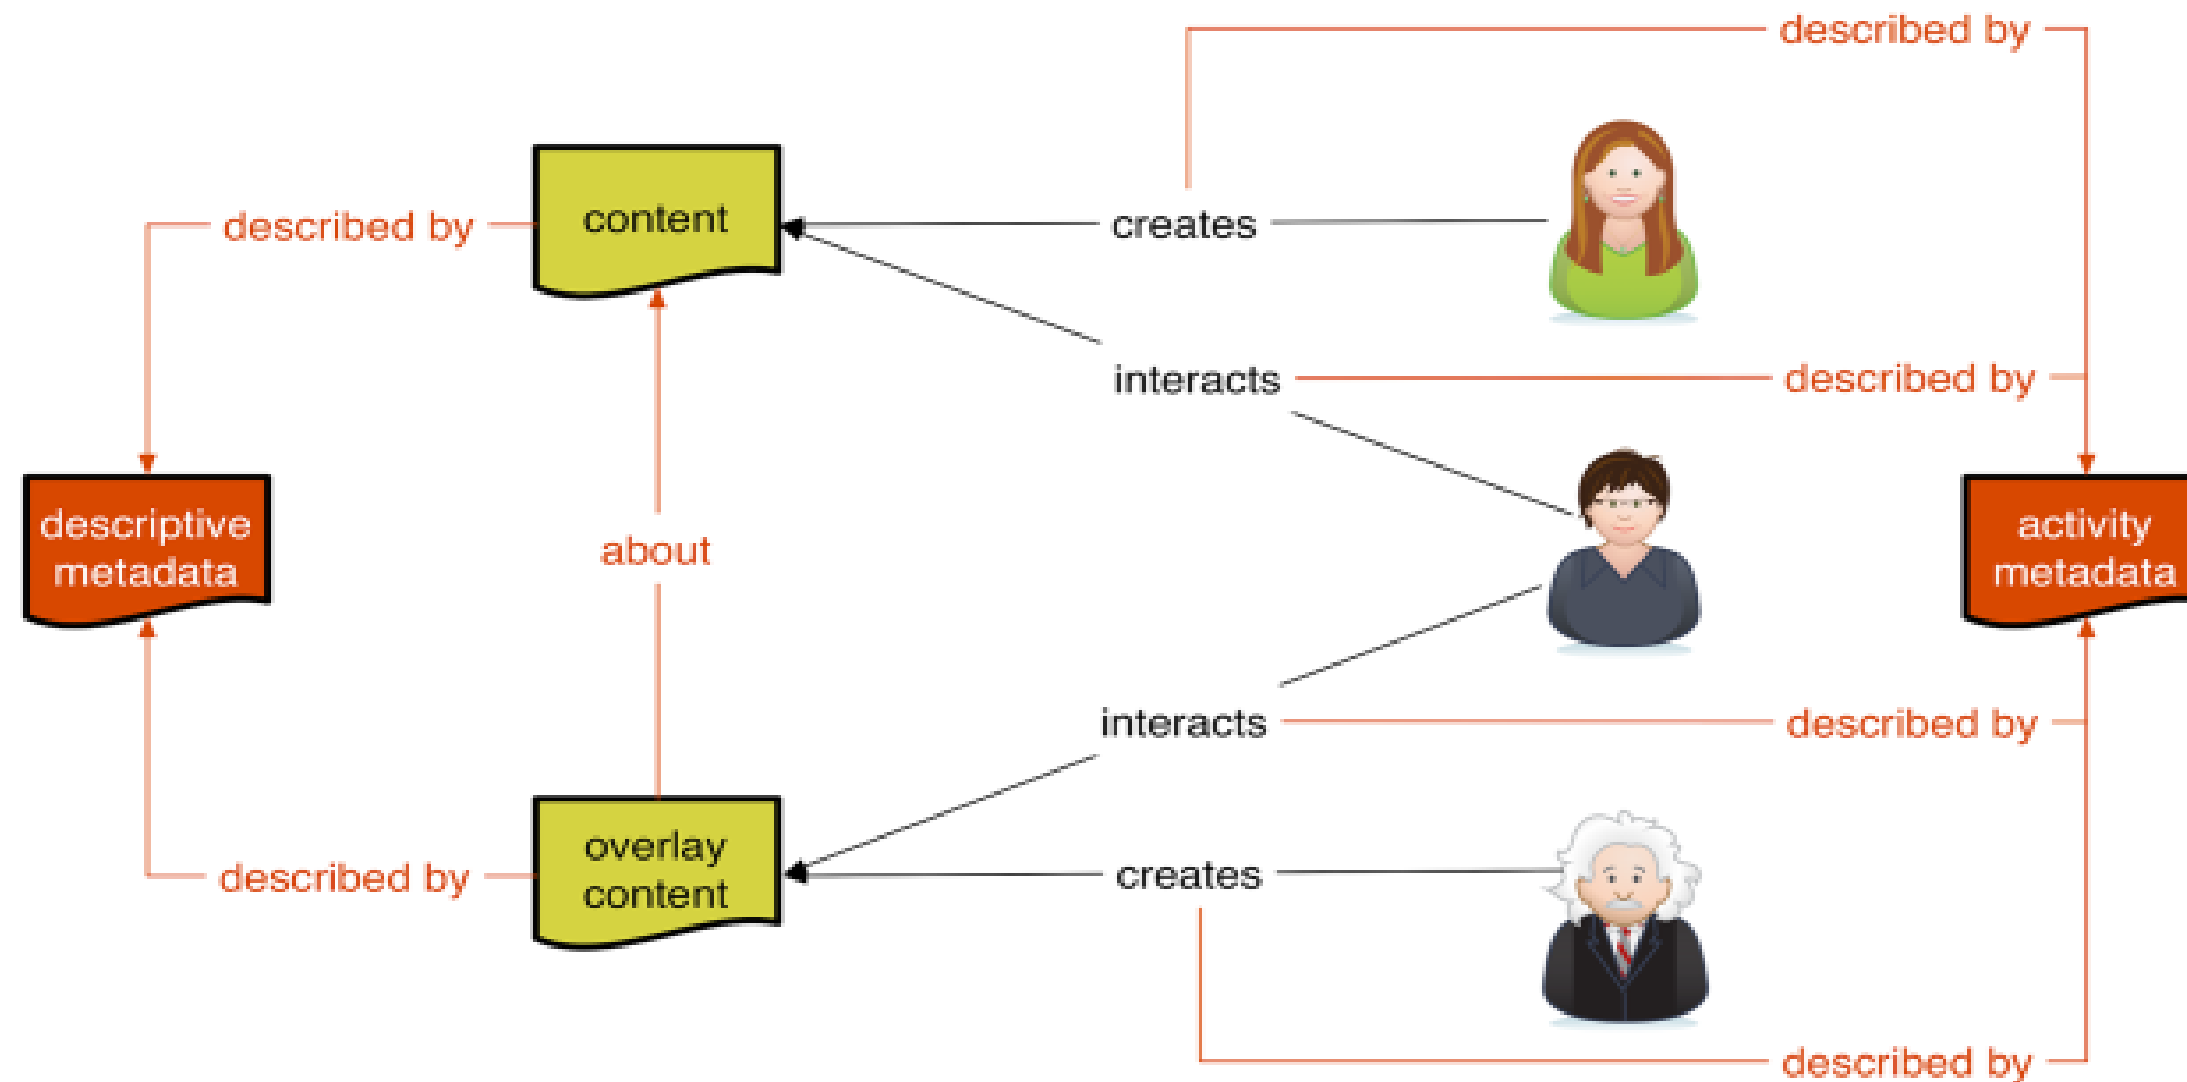 described by
described by
content
creates
interacts
described by
descriptive
metadata
about
activity
metadata
interacts
described by
described by
overlay
content
creates
described by